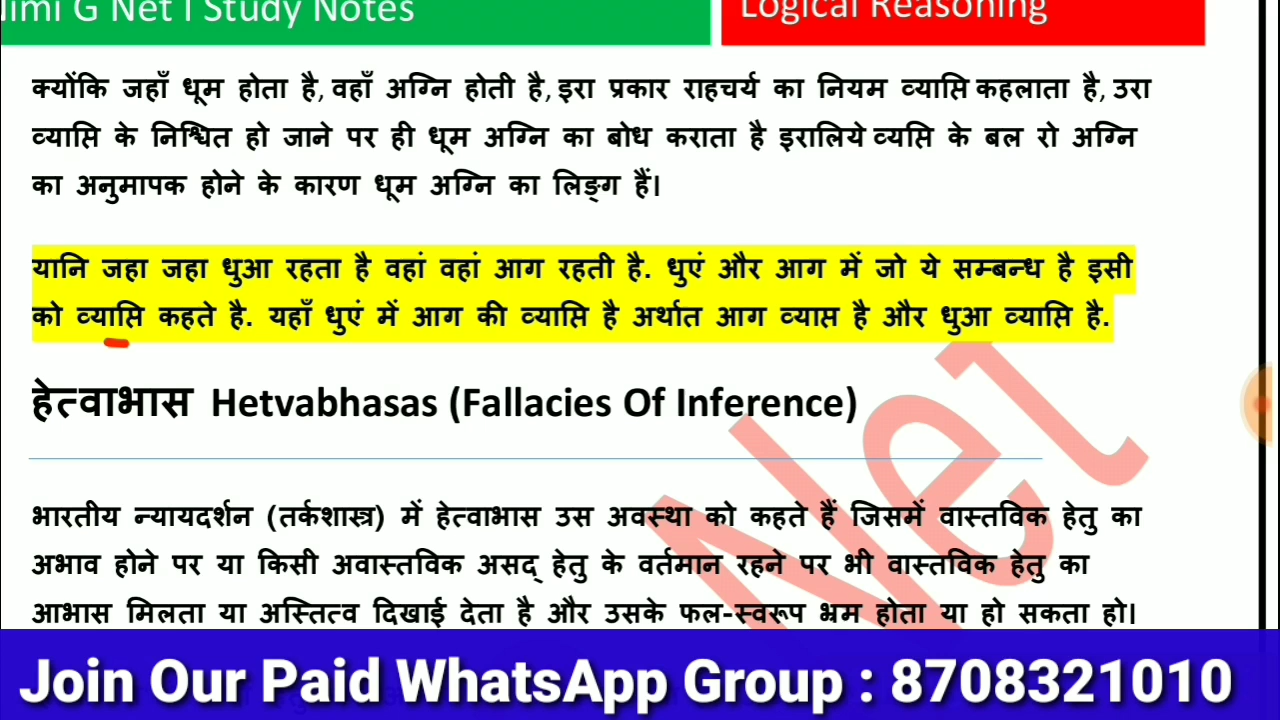 imi G Net I Study Notes
Logical Reasoning
क्योंकि जहाँ धूम होता है, वहाँ अग्नि होती है, इरा प्रकार राहचर्य का नियम व्याप्ति कहलाता है, उरा
व्याप्ति के निश्चित हो जाने पर ही धूम अग्नि का बोध कराता है इरालिये व्यप्ति के बल रो अग्नि
का अनुमापक होने के कारण धूम अग्नि का लिङ्ग हैं।
यानि जहा जहा धुआ रहता है वहां वहां आग रहती है. धुएं और आग में जो ये सम्बन्ध है इसी
को व्याप्ति कहते है. यहाँ धुएं में आग की व्याप्ति है अर्थात आग व्याप्त है और धुआ व्याप्ति है.
हेत्वाभास Hetvabhasas (Fallacies Of Inference)
भारतीय न्यायदर्शन (तर्कशास्त्र) में हेत्वाभास उस अवस्था को कहते हैं जिसमें वास्तविक हेतु का
अभाव होने पर या किसी अवास्तविक असद् हेतु के वर्तमान रहने पर भी वास्तविक हेतु का
आभास मिलता या अस्तित्व दिखाई देता है और उसके फल-स्वरूप भ्रम होता या हो सकता हो।
Net
Join Our Paid WhatsApp Group : 8708321010